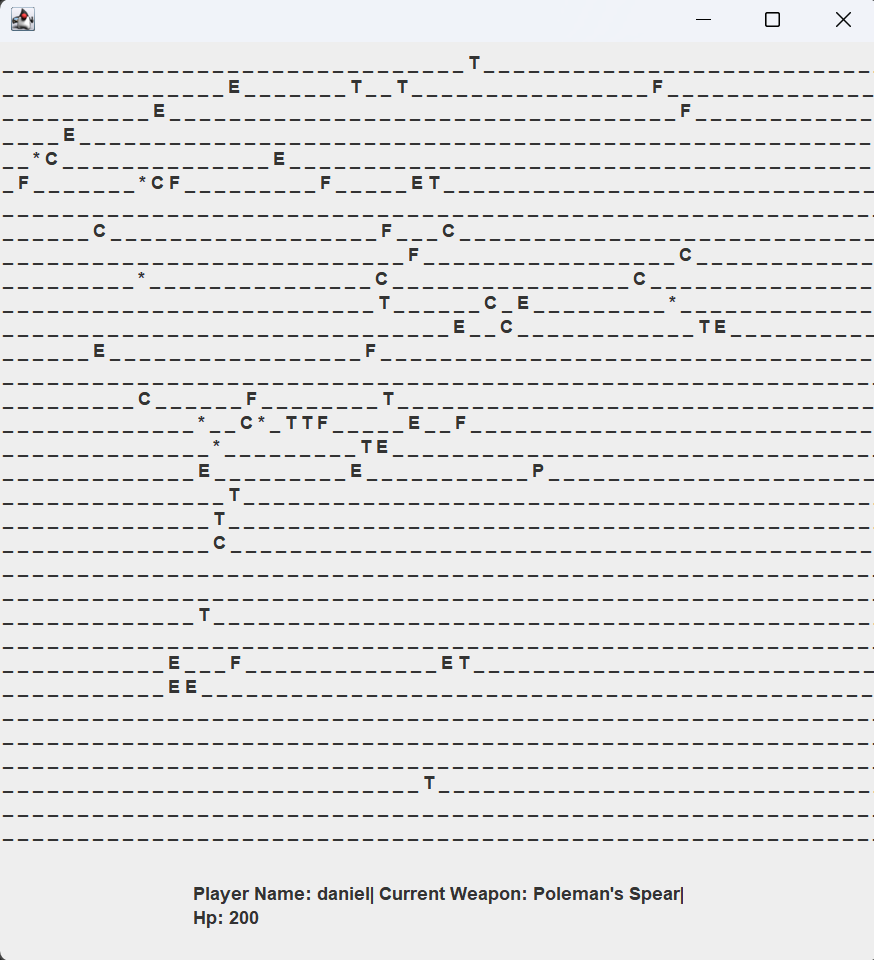 _ _ _ _ _ _ _ _ _ _ _ _ _ _ _ _ _ _ _ _ _ _ _ _ _ _ _ _ _ _ _ T _ _ _ _ _ _ _ _ _ _ _ _ _ _ _ _ _ _ _ _ _ _ _ _ _ _
_ _ _ _ _ _ _ _ _ _ _ _ _ _ _ E _ _ _ _ _ _ _ T _ _ T _ _ _ _ _ _ _ _ _ _ _ _ _ _ _ _ F _ _ _ _ _ _ _ _ _ _ _ _ _ _
_ _ _ _ _ _ _ _ _ _ E _ _ _ _ _ _ _ _ _ _ _ _ _ _ _ _ _ _ _ _ _ _ _ _ _ _ _ _ _ _ _ _ _ _ F _ _ _ _ _ _ _ _ _ _ _ _
_ _ _ _ E _ _ _ _ _ _ _ _ _ _ _ _ _ _ _ _ _ _ _ _ _ _ _ _ _ _ _ _ _ _ _ _ _ _ _ _ _ _ _ _ _ _ _ _ _ _ _ _ _ _ _ _ _
_ _ * C _ _ _ _ _ _ _ _ _ _ _ _ _ _ E _ _ _ _ _ _ _ _ _ _ _ _ _ _ _ _ _ _ _ _ _ _ _ _ _ _ _ _ _ _ _ _ _ _ _ _ _ _ _
_ F _ _ _ _ _ _ _ * C F _ _ _ _ _ _ _ _ _ F _ _ _ _ _ E T _ _ _ _ _ _ _ _ _ _ _ _ _ _ _ _ _ _ _ _ _ _ _ _ _ _ _ _ _
_ _ _ _ _ _ _ _ _ _ _ _ _ _ _ _ _ _ _ _ _ _ _ _ _ _ _ _ _ _ _ _ _ _ _ _ _ _ _ _ _ _ _ _ _ _ _ _ _ _ _ _ _ _ _ _ _ _
_ _ _ _ _ _ C _ _ _ _ _ _ _ _ _ _ _ _ _ _ _ _ _ _ F _ _ _ C _ _ _ _ _ _ _ _ _ _ _ _ _ _ _ _ _ _ _ _ _ _ _ _ _ _ _ _
_ _ _ _ _ _ _ _ _ _ _ _ _ _ _ _ _ _ _ _ _ _ _ _ _ _ _ F _ _ _ _ _ _ _ _ _ _ _ _ _ _ _ _ _ C _ _ _ _ _ _ _ _ _ _ _ _
_ _ _ _ _ _ _ _ _ * _ _ _ _ _ _ _ _ _ _ _ _ _ _ _ C _ _ _ _ _ _ _ _ _ _ _ _ _ _ _ _ C _ _ _ _ _ _ _ _ _ _ _ _ _ _ _
_ _ _ _ _ _ _ _ _ _ _ _ _ _ _ _ _ _ _ _ _ _ _ _ _ T _ _ _ _ _ _ C _ E _ _ _ _ _ _ _ _ _ * _ _ _ _ _ _ _ _ _ _ _ _ _
_ _ _ _ _ _ _ _ _ _ _ _ _ _ _ _ _ _ _ _ _ _ _ _ _ _ _ _ _ _ E _ _ C _ _ _ _ _ _ _ _ _ _ _ _ T E _ _ _ _ _ _ _ _ _ _
_ _ _ _ _ _ E _ _ _ _ _ _ _ _ _ _ _ _ _ _ _ _ _ F _ _ _ _ _ _ _ _ _ _ _ _ _ _ _ _ _ _ _ _ _ _ _ _ _ _ _ _ _ _ _ _ _
_ _ _ _ _ _ _ _ _ _ _ _ _ _ _ _ _ _ _ _ _ _ _ _ _ _ _ _ _ _ _ _ _ _ _ _ _ _ _ _ _ _ _ _ _ _ _ _ _ _ _ _ _ _ _ _ _ _
_ _ _ _ _ _ _ _ _ C _ _ _ _ _ _ F _ _ _ _ _ _ _ _ T _ _ _ _ _ _ _ _ _ _ _ _ _ _ _ _ _ _ _ _ _ _ _ _ _ _ _ _ _ _ _ _
_ _ _ _ _ _ _ _ _ _ _ _ _ * _ _ C * _ T T F _ _ _ _ _ E _ _ F _ _ _ _ _ _ _ _ _ _ _ _ _ _ _ _ _ _ _ _ _ _ _ _ _ _ _
_ _ _ _ _ _ _ _ _ _ _ _ _ _ * _ _ _ _ _ _ _ _ _ T E _ _ _ _ _ _ _ _ _ _ _ _ _ _ _ _ _ _ _ _ _ _ _ _ _ _ _ _ _ _ _ _
_ _ _ _ _ _ _ _ _ _ _ _ _ E _ _ _ _ _ _ _ _ _ E _ _ _ _ _ _ _ _ _ _ _ P _ _ _ _ _ _ _ _ _ _ _ _ _ _ _ _ _ _ _ _ _ _
_ _ _ _ _ _ _ _ _ _ _ _ _ _ _ T _ _ _ _ _ _ _ _ _ _ _ _ _ _ _ _ _ _ _ _ _ _ _ _ _ _ _ _ _ _ _ _ _ _ _ _ _ _ _ _ _ _
_ _ _ _ _ _ _ _ _ _ _ _ _ _ T _ _ _ _ _ _ _ _ _ _ _ _ _ _ _ _ _ _ _ _ _ _ _ _ _ _ _ _ _ _ _ _ _ _ _ _ _ _ _ _ _ _ _
_ _ _ _ _ _ _ _ _ _ _ _ _ _ C _ _ _ _ _ _ _ _ _ _ _ _ _ _ _ _ _ _ _ _ _ _ _ _ _ _ _ _ _ _ _ _ _ _ _ _ _ _ _ _ _ _ _
_ _ _ _ _ _ _ _ _ _ _ _ _ _ _ _ _ _ _ _ _ _ _ _ _ _ _ _ _ _ _ _ _ _ _ _ _ _ _ _ _ _ _ _ _ _ _ _ _ _ _ _ _ _ _ _ _ _
_ _ _ _ _ _ _ _ _ _ _ _ _ _ _ _ _ _ _ _ _ _ _ _ _ _ _ _ _ _ _ _ _ _ _ _ _ _ _ _ _ _ _ _ _ _ _ _ _ _ _ _ _ _ _ _ _ _
_ _ _ _ _ _ _ _ _ _ _ _ _ T _ _ _ _ _ _ _ _ _ _ _ _ _ _ _ _ _ _ _ _ _ _ _ _ _ _ _ _ _ _ _ _ _ _ _ _ _ _ _ _ _ _ _ _
_ _ _ _ _ _ _ _ _ _ _ _ _ _ _ _ _ _ _ _ _ _ _ _ _ _ _ _ _ _ _ _ _ _ _ _ _ _ _ _ _ _ _ _ _ _ _ _ _ _ _ _ _ _ _ _ _ _
_ _ _ _ _ _ _ _ _ _ _ E _ _ _ F _ _ _ _ _ _ _ _ _ _ _ _ _ E T _ _ _ _ _ _ _ _ _ _ _ _ _ _ _ _ _ _ _ _ _ _ _ _ _ _ _
_ _ _ _ _ _ _ _ _ _ _ E E _ _ _ _ _ _ _ _ _ _ _ _ _ _ _ _ _ _ _ _ _ _ _ _ _ _ _ _ _ _ _ _ _ _ _ _ _ _ _ _ _ _ _ _ _
_ _ _ _ _ _ _ _ _ _ _ _ _ _ _ _ _ _ _ _ _ _ _ _ _ _ _ _ _ _ _ _ _ _ _ _ _ _ _ _ _ _ _ _ _ _ _ _ _ _ _ _ _ _ _ _ _ _
_ _ _ _ _ _ _ _ _ _ _ _ _ _ _ _ _ _ _ _ _ _ _ _ _ _ _ _ _ _ _ _ _ _ _ _ _ _ _ _ _ _ _ _ _ _ _ _ _ _ _ _ _ _ _ _ _ _
_ _ _ _ _ _ _ _ _ _ _ _ _ _ _ _ _ _ _ _ _ _ _ _ _ _ _ _ _ _ _ _ _ _ _ _ _ _ _ _ _ _ _ _ _ _ _ _ _ _ _ _ _ _ _ _ _ _
_ _ _ _ _ _ _ _ _ _ _ _ _ _ _ _ _ _ _ _ _ _ _ _ _ _ _ _ T _ _ _ _ _ _ _ _ _ _ _ _ _ _ _ _ _ _ _ _ _ _ _ _ _ _ _ _ _
_ _ _ _ _ _ _ _ _ _ _ _ _ _ _ _ _ _ _ _ _ _ _ _ _ _ _ _ _ _ _ _ _ _ _ _ _ _ _ _ _ _ _ _ _ _ _ _ _ _ _ _ _ _ _ _ _ _
_ _ _ _ _ _ _ _ _ _ _ _ _ _ _ _ _ _ _ _ _ _ _ _ _ _ _ _ _ _ _ _ _ _ _ _ _ _ _ _ _ _ _ _ _ _ _ _ _ _ _ _ _ _ _ _ _ _
Player Name: daniel| Current Weapon: Poleman's Spear|
Hp: 200